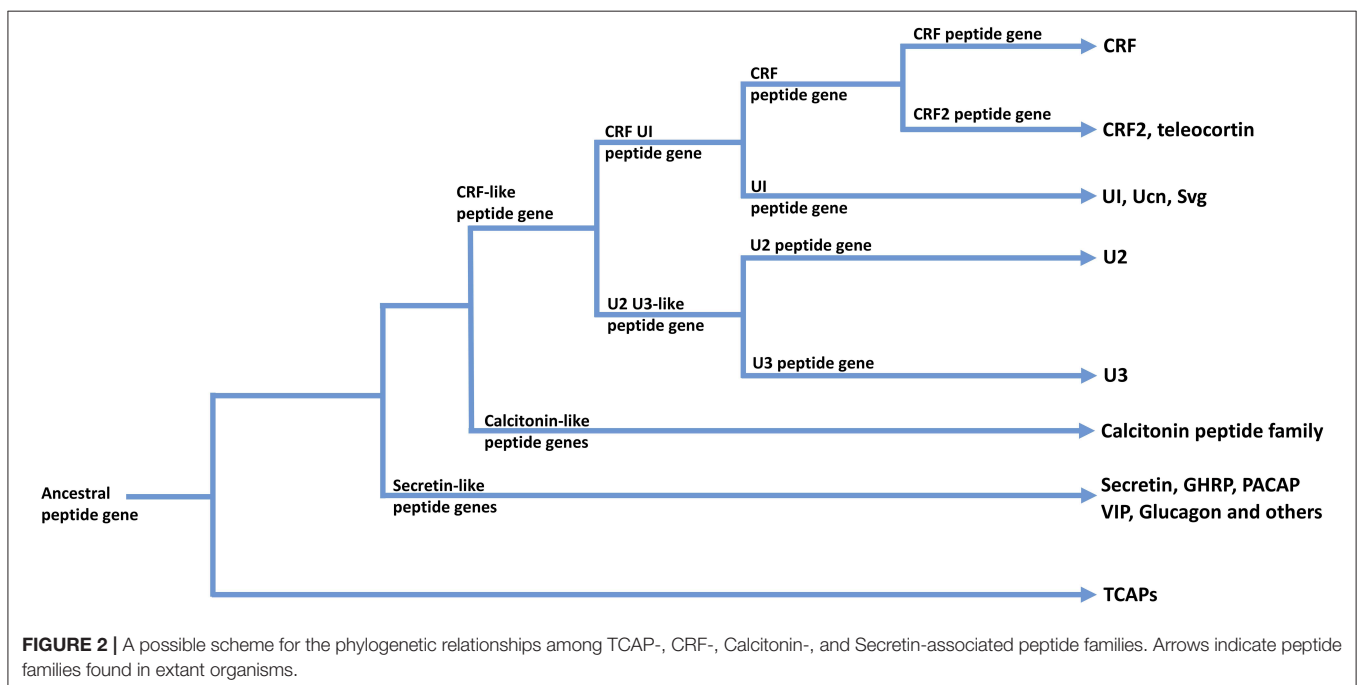 CRF peptide gene
CRF
CRF
peptide gene
CRF2 peptide gene
CRF2, teleocortin
CRF UI
peptide gene
UI
peptide gene
UI, Ucn, Svg
CRF-like
peptide gene
U2 peptide gene
U2
U2 U3-like
peptide gene
U3 peptide gene
U3
Calcitonin-like
peptide genes
Calcitonin peptide family
Secretin-like
peptide genes
Secretin, GHRP, PACAP
VIP, Glucagon and others
Ancestral
peptide gene
TCAPs
FIGURE 2 | A possible scheme for the phylogenetic relationships among TCAP-, CRF-, Calcitonin-, and Secretin-associated peptide families. Arrows indicate peptide
families found in extant organisms.